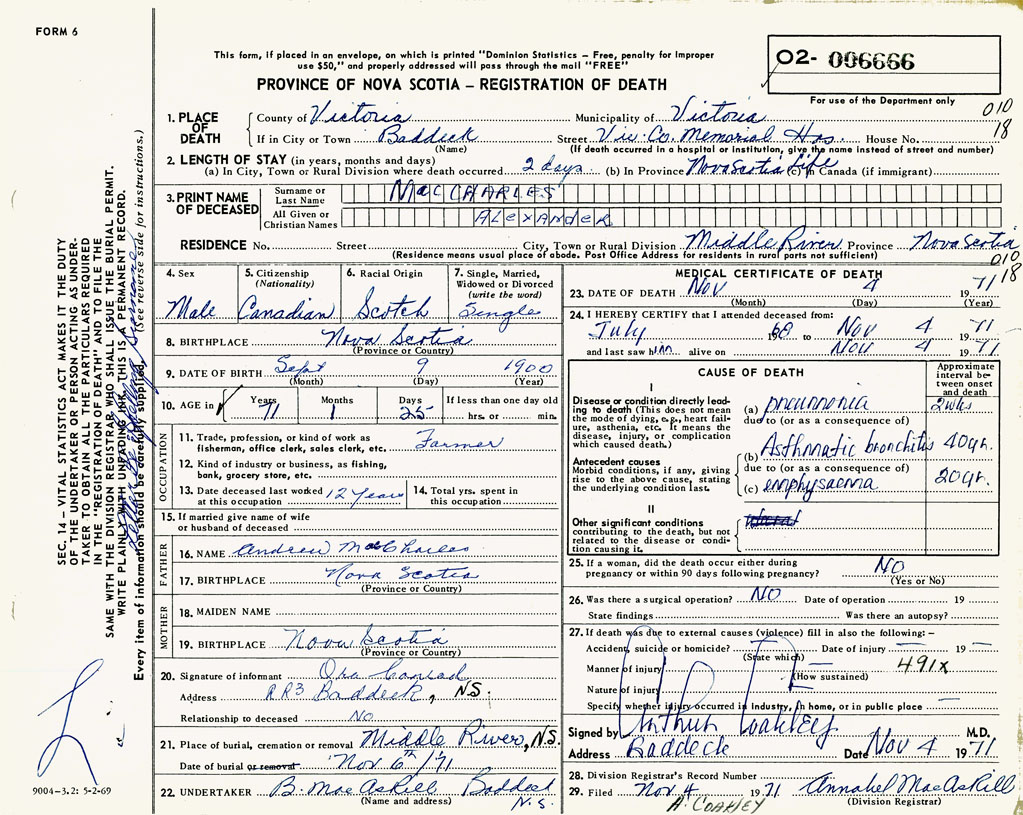 FORM 6
This form, if placed in an envelope, on which is printed "Dominion Statistics – Free, penalty for improper
use $50," and properly addressed will pass through the mail "FREE"
PROVINCE OF NOVA SCOTIA – REGISTRATION OF DEATH
02- 006666
For use of the Department only
010
18
1. PLACE OF DEATH
County of Victoria Municipality of Victoria
If in City or Town Baddeck Street Vic. Co. Memorial Hos. House No.
(Name) (If death occurred in a hospital or institution, give the name instead of street and number)
2. LENGTH OF STAY (in years, months and days)
(a) In City, Town or Rural Division where death occurred 2 days (b) In Province Nova Scotia Life (c) In Canada (if immigrant)
3. PRINT NAME OF DECEASED
Surname or Last Name MacCHARLES
All Given or Christian Names ALEXANDER
RESIDENCE No. Street City, Town or Rural Division Middle River Province Nova Scotia
(Residence means usual place of abode. Post Office Address for residents in rural parts not sufficient)
010
18
4. Sex Male
5. Citizenship (Nationality) Canadian
6. Racial Origin Scotch
7. Single, Married, Widowed or Divorced (write the word) Single
8. BIRTHPLACE Nova Scotia
(Province or Country)
9. DATE OF BIRTH Sept 9 1900
(Month) (Day) (Year)
10. AGE in Years 71 Months 1 Days 25 If less than one day old
hrs. or min.
OCCUPATION
11. Trade, profession, or kind of work as
fisherman, office clerk, sales clerk, etc. Farmer
12. Kind of industry or business, as fishing,
bank, grocery store, etc.
13. Date deceased last worked at this occupation 12 Years
14. Total yrs. spent in this occupation.
15. If married give name of wife
or husband of deceased
FATHER
16. NAME Andrew MacCharles
17. BIRTHPLACE Nova Scotia
(Province or Country)
MOTHER
18. MAIDEN NAME
19. BIRTHPLACE Nova Scotia
(Province or Country)
20. Signature of informant Ora Conrad
Address RR3 Baddeck, N.S.
Relationship to deceased NO
21. Place of burial, cremation or removal Middle River, N.S.
Date of burial or removal Nov 6th/71
22. UNDERTAKER B. MacAskill Baddeck
(Name and address) N.S.
MEDICAL CERTIFICATE OF DEATH
23. DATE OF DEATH Nov 4 1971
(Month) (Day) (Year)
24. I HEREBY CERTIFY that I attended deceased from:
July 1968 to Nov 4 1971
and last saw him alive on Nov 4 1971
CAUSE OF DEATH
Approximate interval between onset and death
I
Disease or condition directly leading to death (This does not mean the mode of dying, e.g., heart failure, asthenia, etc. It means the disease, injury, or complication which caused death.)
(a) pneumonia 2 wks
due to (or as a consequence of)
(b) Asthmatic bronchitis 40 yr.
Antecedent causes
Morbid conditions, if any, giving rise to the above cause, stating the underlying condition last.
due to (or as a consequence of)
(c) emphysaema 20 yr.
II
Other significant conditions
contributing to the death, but not related to the disease or condition causing it.
25. If a woman, did the death occur either during
pregnancy or within 90 days following pregnancy? NO
(Yes or No)
26. Was there a surgical operation? NO Date of operation 19
State findings Was there an autopsy?
27. If death was due to external causes (violence) fill in also the following:–
Accident, suicide or homicide? Date of injury — 19 —
(State which)
Manner of injury — 491X
(How sustained)
Nature of injury
Specify whether injury occurred in industry, in home, or in public place —
Signed by Arthur Coakley M.D.
Address Baddeck Date Nov 4 1971
28. Division Registrar's Record Number
29. Filed Nov 4 1971 Annabel MacAskill
A. COAKLEY (Division Registrar)
SEC. 14 – VITAL STATISTICS ACT MAKES IT THE DUTY
OF THE UNDERTAKER OR PERSON ACTING AS UNDER-
TAKER TO OBTAIN ALL THE PARTICULARS REQUIRED
IN THE "REGISTRATION OF DEATH" AND TO FILE THE
SAME WITH THE DIVISION REGISTRAR WHO SHALL ISSUE THE BURIAL PERMIT.
WRITE PLAINLY WITH UNFADING INK, THIS IS A PERMANENT RECORD.
Every item of information should be carefully supplied. (See reverse side for instructions.)
9004-3.2: 5-2-69